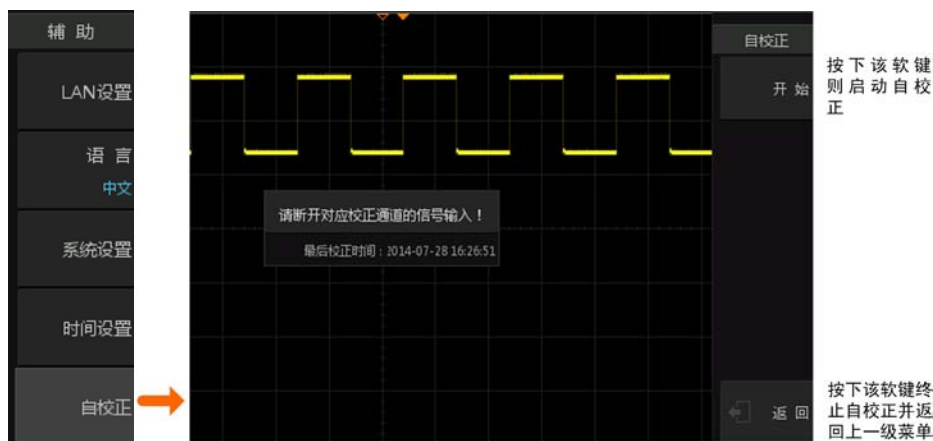 辅 助
LAN设置
语 言
中文
系统设置
时间设置
自校正
请断开对应校正通道的信号输入！
最后校正时间：2014-07-28 16:26:51
自校正
开 始
返 回
按下该软键
则启动自校
正
按下该软键终
止自校正并返
回上一级菜单